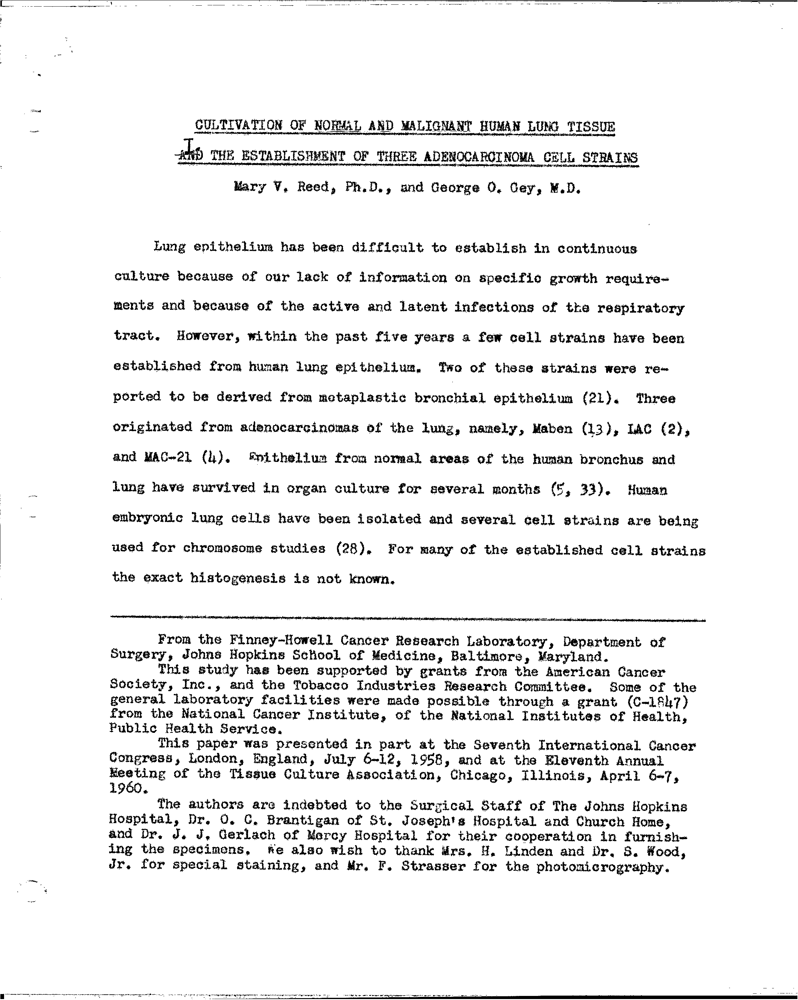 CULTIVATION OF NORMAL AND MALIGNANT HUMAN LUNG TISSUE
I
AND THE ESTABLISHMENT OF THREE ADENOCARCINOMA CELL STRAINS
Mary V. Reed, Ph.D., and George O. Gey, M.D.
Lung epithelium has been difficult to establish in continuous
culture because of our lack of information on specific growth require-
ments and because of the active and latent infections of the respiratory
tract. However, within the past five years a few cell strains have been
established from human lung epithelium. Two of these strains were re-
ported to be derived from metaplastic bronchial epithelium (21). Three
originated from adenocarcinomas of the lung, namely, Maben (13), LAC (2),
and MAC-21 (4). Epithelium from normal areas of the human bronchus and
lung have survived in organ culture for several months (5, 33). Human
embryonic lung cells have been isolated and several cell strains are being
used for chromosome studies (28). For many of the established cell strains
the exact histogenesis is not known.
From the Finney-Howell Cancer Research Laboratory, Department of
Surgery, Johns Hopkins School of Medicine, Baltimore, Maryland.
This study has been supported by grants from the American Cancer
Society, Inc., and the Tobacco Industries Research Committee. Some of the
general laboratory facilities were made possible through a grant (C-1847)
from the National Cancer Institute, of the National Institutes of Health,
Public Health Service.
This paper was presented in part at the Seventh International Cancer
Congress, London, England, July 6-12, 1958, and at the Eleventh Annual
Meeting of the Tissue Culture Association, Chicago, Illinois, April 6-7,
1960.
The authors are indebted to the Surgical Staff of The Johns Hopkins
Hospital, Dr. O. C. Brantigan of St. Joseph's Hospital and Church Home,
and Dr. J. J. Gerlach of Mercy Hospital for their cooperation in furnish-
ing the specimens. We also wish to thank Mrs. H. Linden and Dr. S. Wood,
Jr. for special staining, and Mr. F. Strasser for the photomicrography.